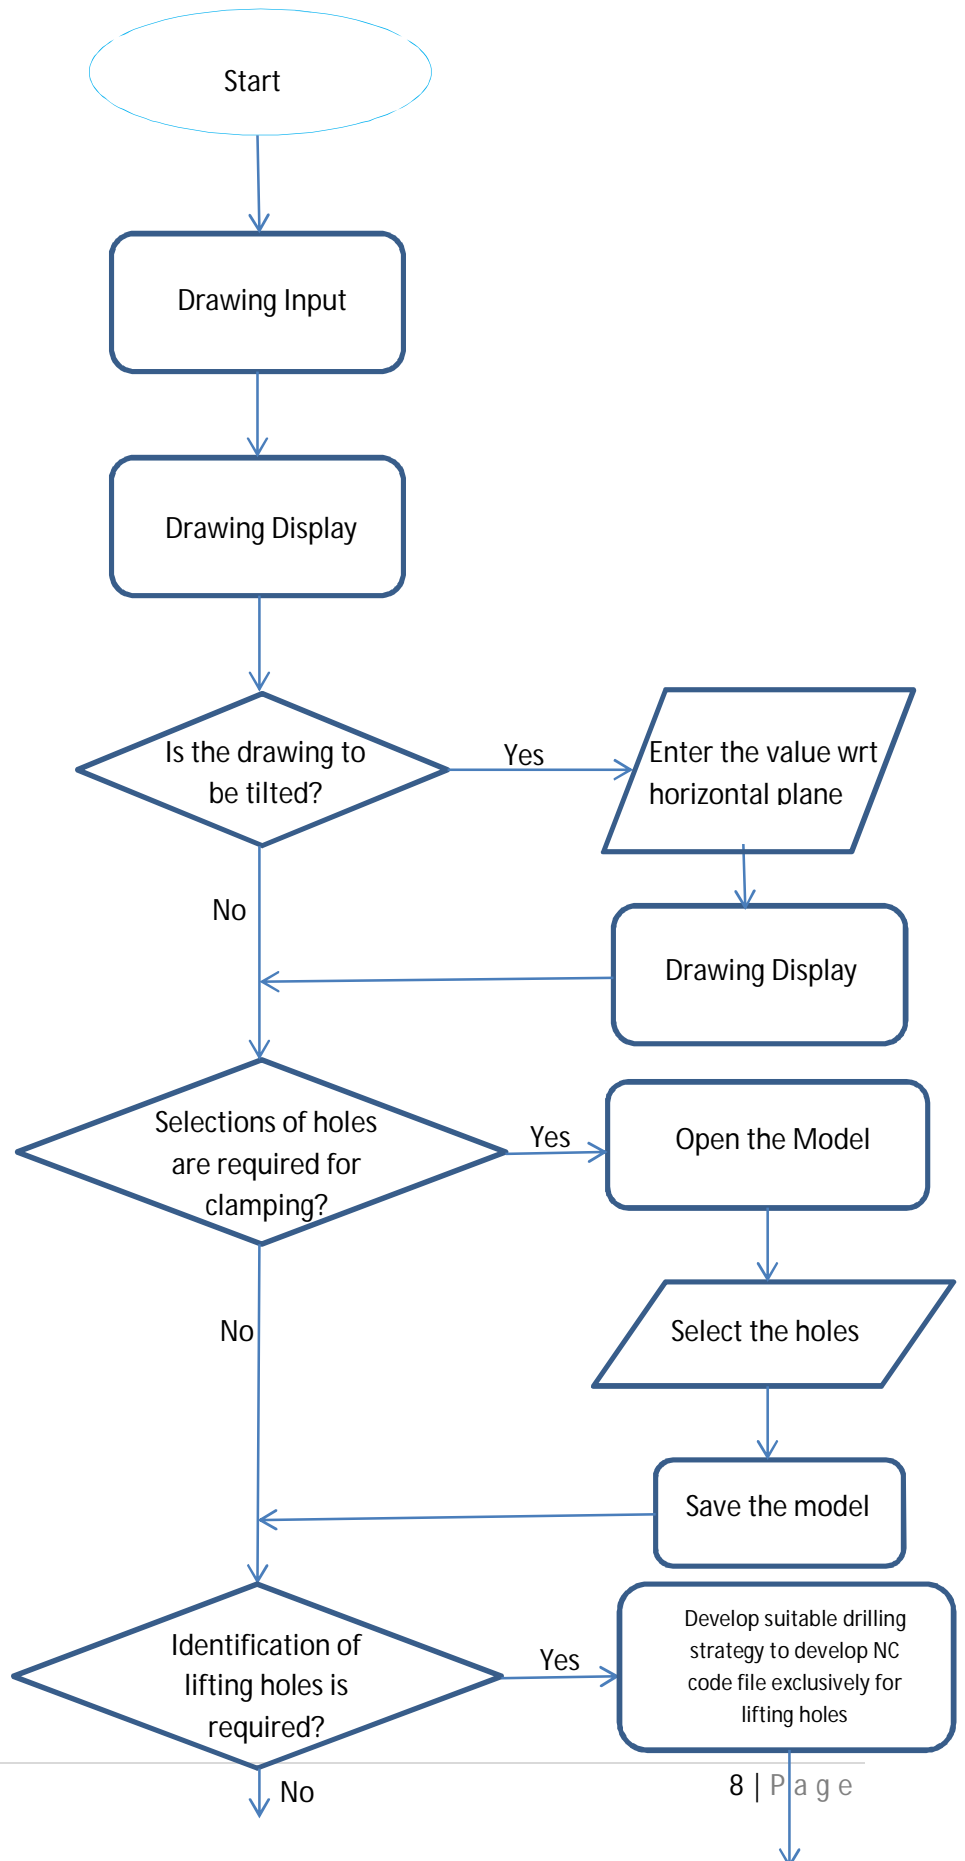 Start
Drawing Input
Drawing Display
Is the drawing to
be tilted?
Yes
Enter the value wrt
horizontal plane
No
Drawing Display
Selections of holes
are required for
clamping?
Yes
Open the Model
No
Select the holes
Save the model
Identification of
lifting holes is
required?
Yes
Develop suitable drilling
strategy to develop NC
code file exclusively for
lifting holes
No
8 | P a g e